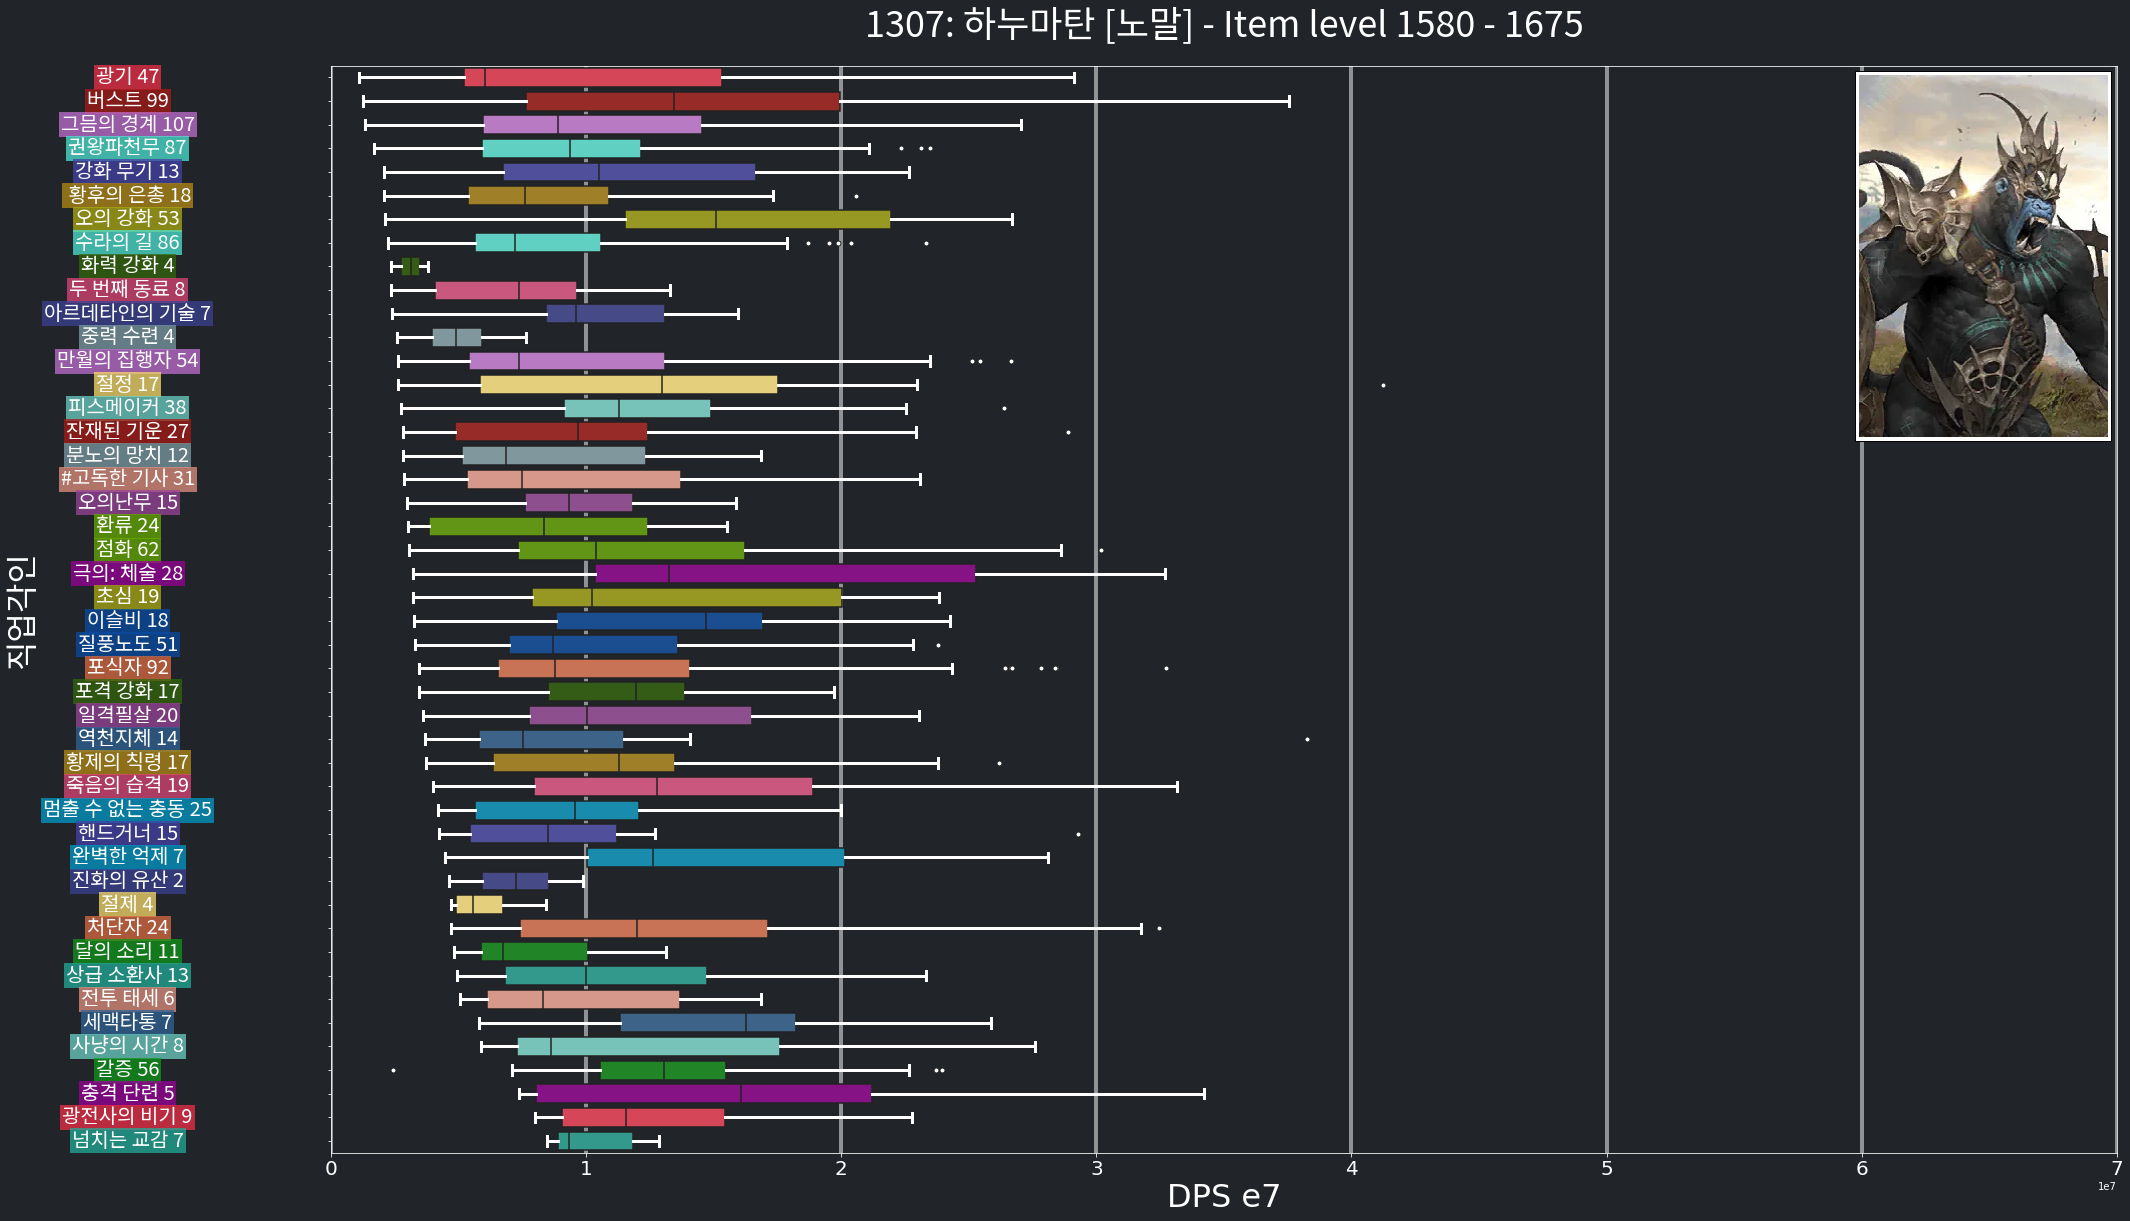 1307: 하누마탄 [노말] - Item level 1580 - 1675
광기 47
버스트 99
그믐의 경계 107
권왕파천무 87
강화 무기 13
황후의 은총 18
오의 강화 53
수라의 길 86
화력 강화 4
두 번째 동료 8
아르데타인의 기술 7
중력 수련 4
만월의 집행자 54
절정 17
피스메이커 38
잔재된 기운 27
분노의 망치 12
#고독한 기사 31
오의난무 15
환류 24
점화 62
극의: 체술 28
초심 19
이슬비 18
질풍노도 51
포식자 92
포격 강화 17
일격필살 20
역천지체 14
황제의 칙령 17
죽음의 습격 19
멈출 수 없는 충동 25
핸드거너 15
완벽한 억제 7
진화의 유산 2
절제 4
처단자 24
달의 소리 11
상급 소환사 13
전투 태세 6
세맥타통 7
사냥의 시간 8
갈증 56
충격 단련 5
광전사의 비기 9
넘치는 교감 7
직업각인
0 1 2 3 4 5 6 7
1e7
DPS e7